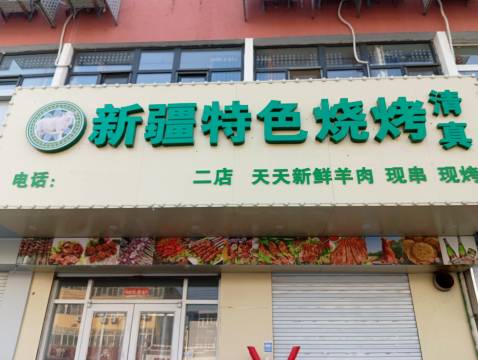 新疆特色烧烤 清真
电话： 二店 天天新鲜羊肉 现串 现烤